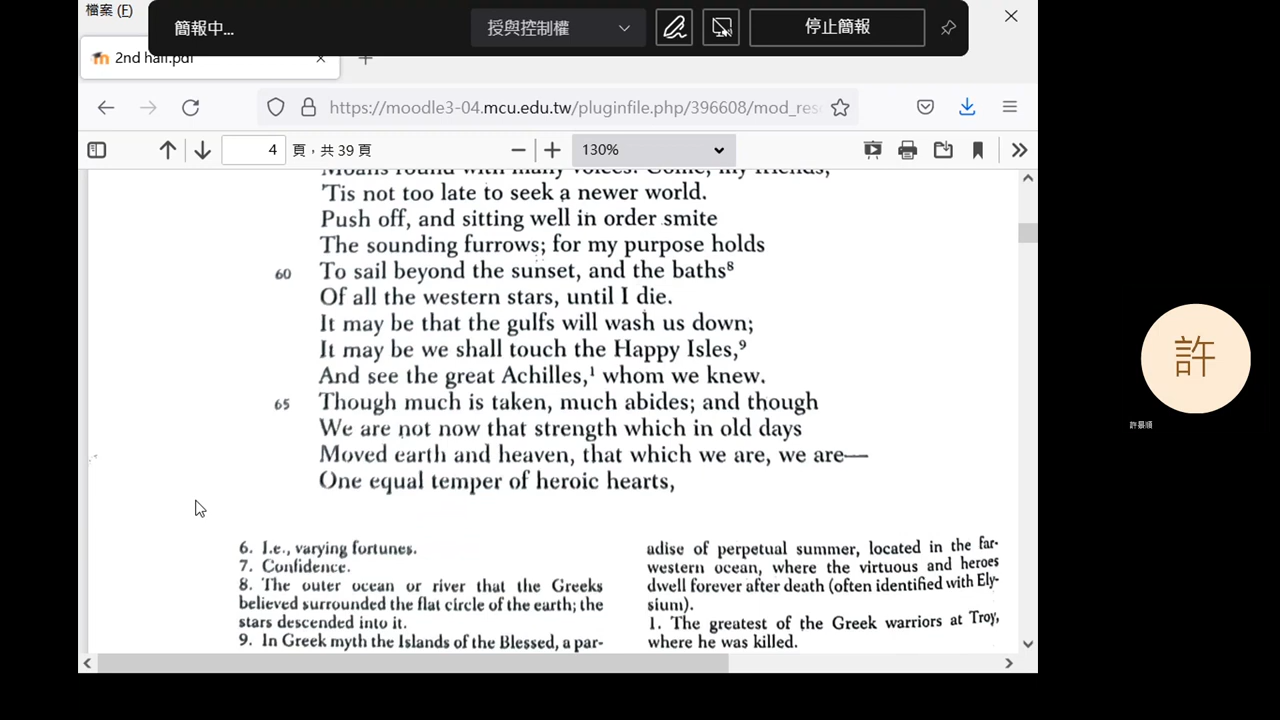 檔案 (F)
簡報中...
授與控制權
停止簡報
2nd half.pdf
https://moodle3-04.mcu.edu.tw/pluginfile.php/396608/mod_res
4 頁,共 39 頁
130%
Moans round with many voices. Come, my friends,
'Tis not too late to seek a newer world.
Push off, and sitting well in order smite
The sounding furrows; for my purpose holds
60 To sail beyond the sunset, and the baths⁸
Of all the western stars, until I die.
It may be that the gulfs will wash us down;
It may be we shall touch the Happy Isles,⁹
And see the great Achilles,¹ whom we knew.
65 Though much is taken, much abides; and though
We are not now that strength which in old days
Moved earth and heaven, that which we are, we are—
One equal temper of heroic hearts,
6. I.e., varying fortunes.
7. Confidence.
8. The outer ocean or river that the Greeks
believed surrounded the flat circle of the earth; the
stars descended into it.
9. In Greek myth the Islands of the Blessed, a par-
adise of perpetual summer, located in the far-
western ocean, where the virtuous and heroes
dwell forever after death (often identified with Ely-
sium).
1. The greatest of the Greek warriors at Troy,
where he was killed.
許
許景順